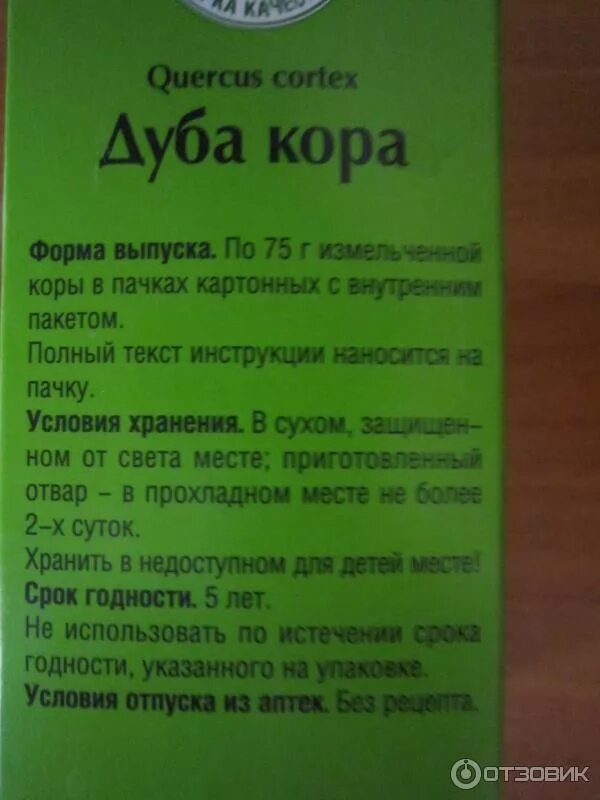 КА КАЧЕС
Quercus cortex
Дуба кора
Форма выпуска. По 75 г измельченной
коры в пачках картонных с внутренним
пакетом.
Полный текст инструкции наносится на
пачку.
Условия хранения. В сухом, защищен-
ном от света месте; приготовленный
отвар – в прохладном месте не более
2-х суток.
Хранить в недоступном для детей месте!
Срок годности. 5 лет.
Не использовать по истечении срока
годности, указанного на упаковке.
Условия отпуска из аптек. Без рецепта.
ОТЗОВИК